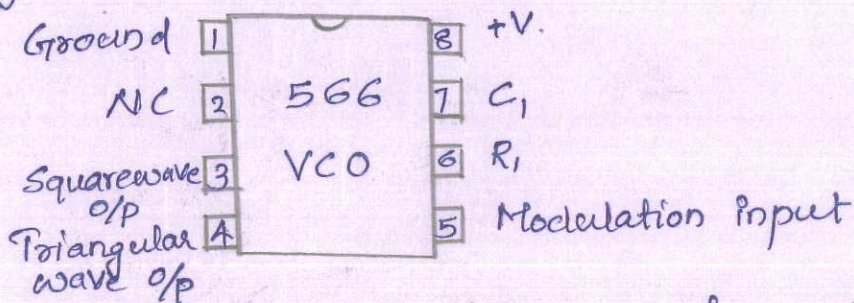 Ground 1 8 +V.
NC 2 566 7 C1
Squarewave 3 VCO 6 R1
o/p
Triangular 4 5 Modulation input
wave o/p